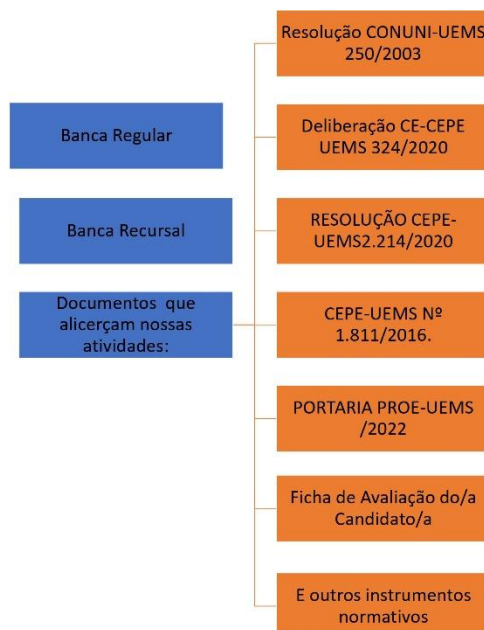 Banca Regular
Banca Recursal
Documentos que
alicerçam nossas
atividades:
Resolução CONUNI-UEMS
250/2003
Deliberação CE-CEPE
UEMS 324/2020
RESOLUÇÃO CEPE-
UEMS2.214/2020
CEPE-UEMS Nº
1.811/2016.
PORTARIA PROE-UEMS
/2022
Ficha de Avaliação do/a
Candidato/a
E outros instrumentos
normativos